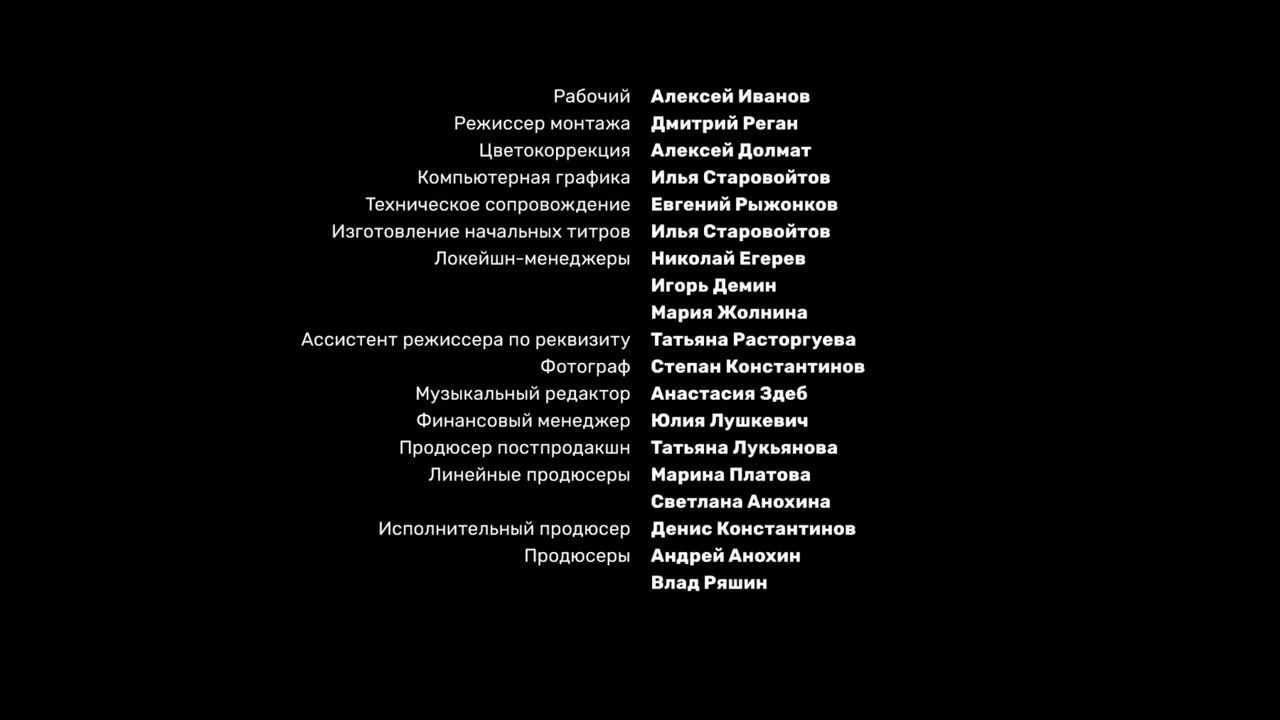 Рабочий Алексей Иванов
Режиссер монтажа Дмитрий Реган
Цветокоррекция Алексей Долмат
Компьютерная графика Илья Старовойтов
Техническое сопровождение Евгений Рыжонков
Изготовление начальных титров Илья Старовойтов
Локейшн-менеджеры Николай Егерев
Игорь Демин
Мария Жолнина
Ассистент режиссера по реквизиту Татьяна Расторгуева
Фотограф Степан Константинов
Музыкальный редактор Анастасия Здеб
Финансовый менеджер Юлия Лушкевич
Продюсер постпродакшн Татьяна Лукьянова
Линейные продюсеры Марина Платова
Светлана Анохина
Исполнительный продюсер Денис Константинов
Продюсеры Андрей Анохин
Влад Ряшин